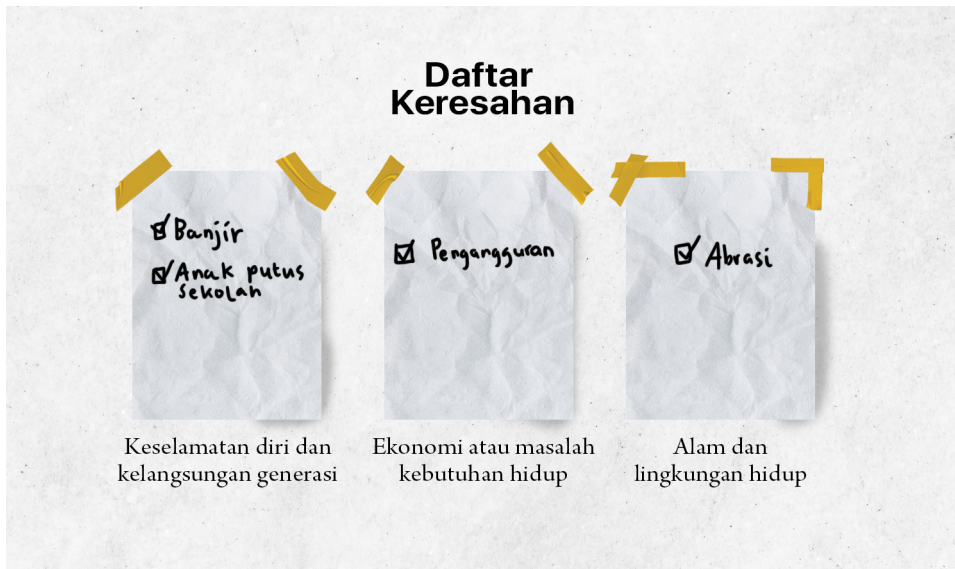 Daftar
Keresahan
Banjir
Anak putus
sekolah
Pengangguran
Abrasi
Keselamatan diri dan
kelangsungan generasi
Ekonomi atau masalah
kebutuhan hidup
Alam dan
lingkungan hidup